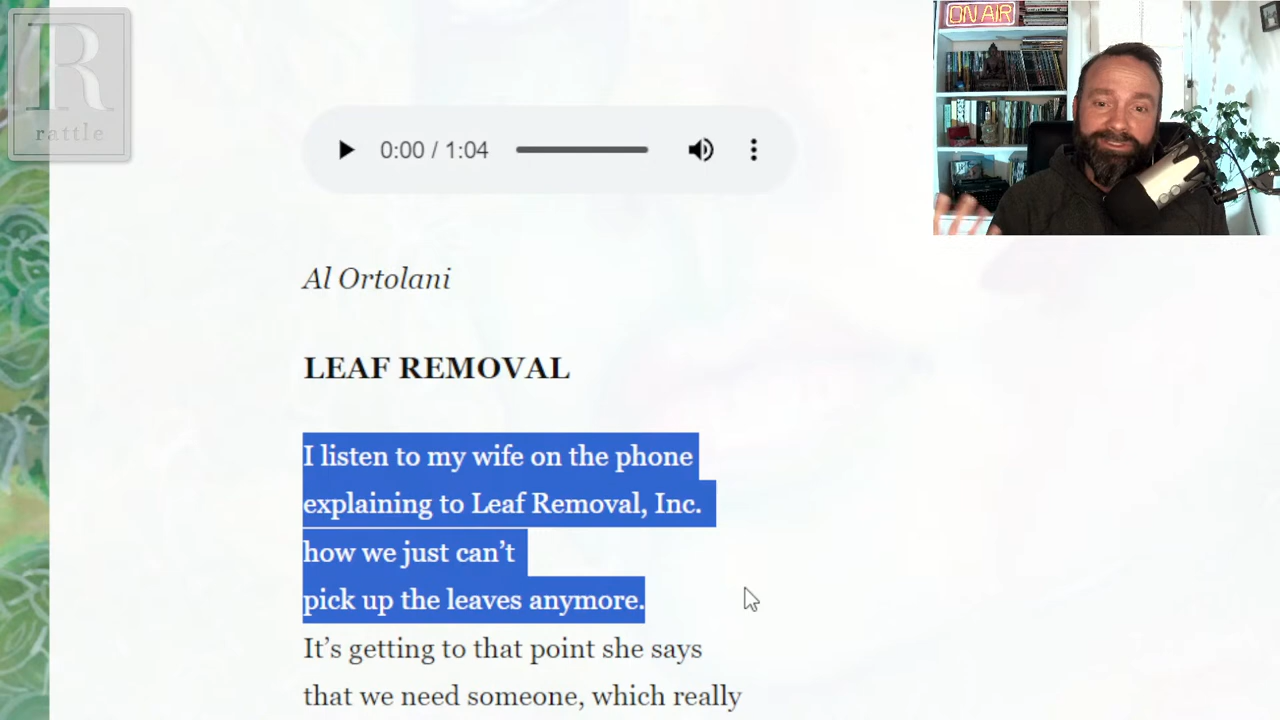 R
rattle
ON AIR
0:00 / 1:04
Al Ortolani
LEAF REMOVAL
I listen to my wife on the phone
explaining to Leaf Removal, Inc.
how we just can’t
pick up the leaves anymore.
It’s getting to that point she says
that we need someone, which really